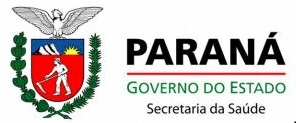 PARANÁ
GOVERNO DO ESTADO
Secretaria da Saúde